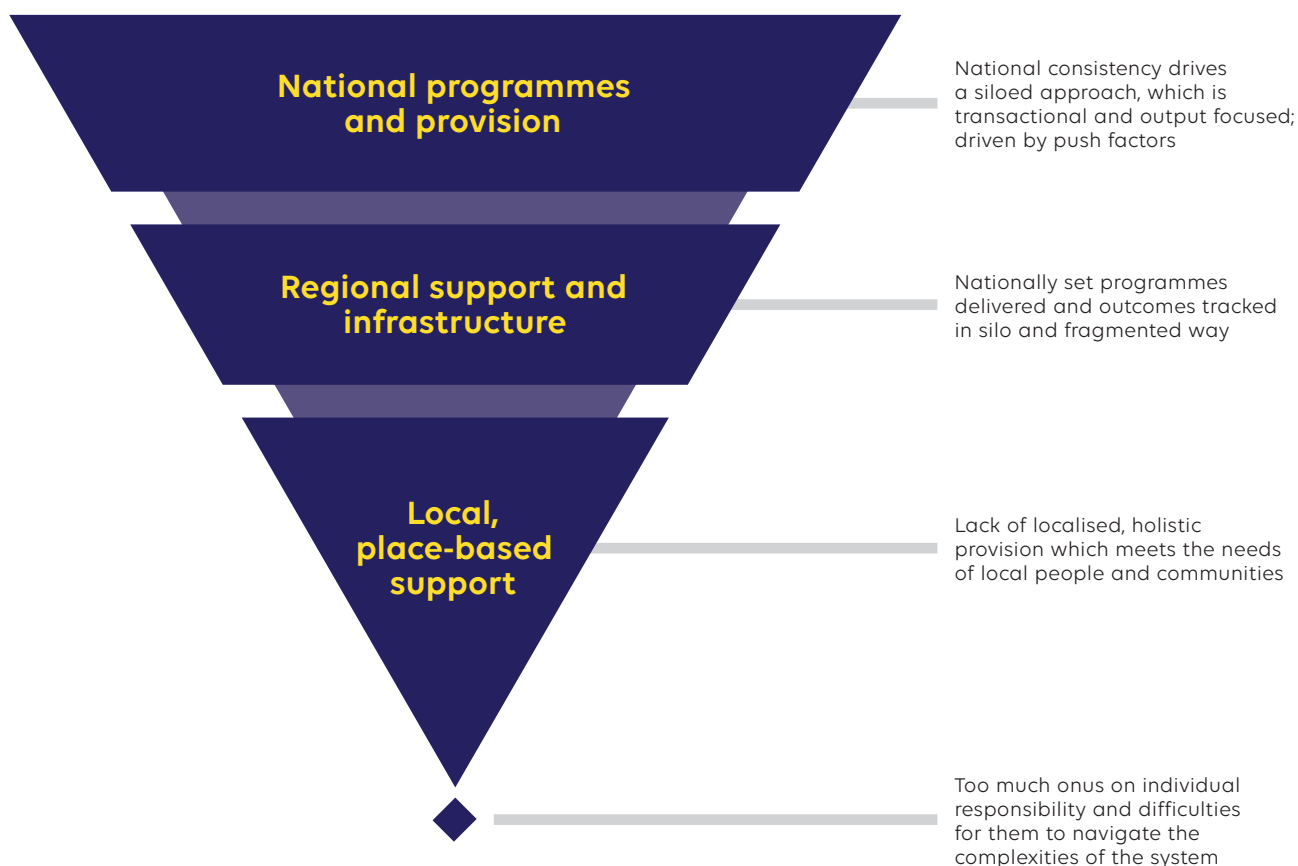 National programmes
and provision
National consistency drives
a siloed approach, which is
transactional and output focused;
driven by push factors
Regional support and
infrastructure
Nationally set programmes
delivered and outcomes tracked
in silo and fragmented way
Local,
place-based
support
Lack of localised, holistic
provision which meets the needs
of local people and communities
Too much onus on individual
responsibility and difficulties
for them to navigate the
complexities of the system